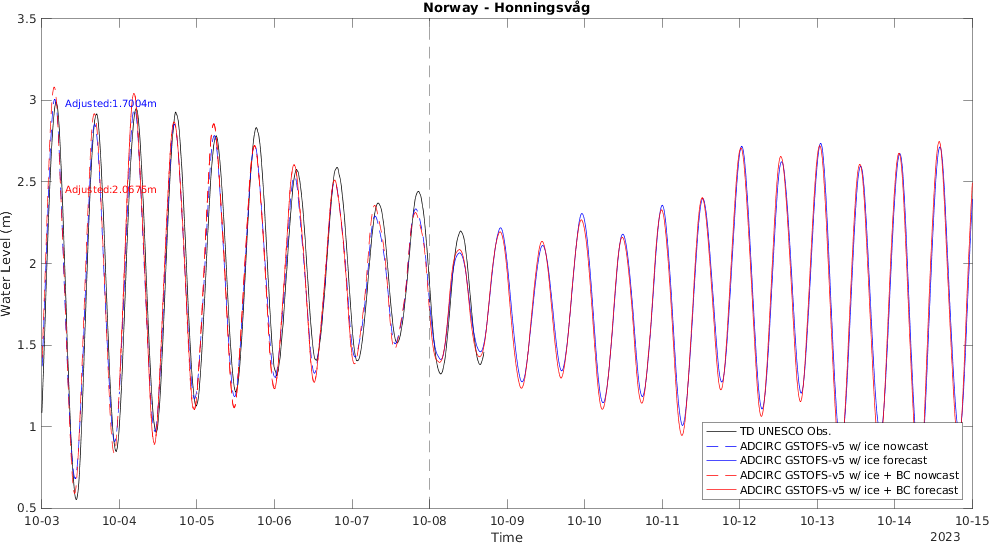 Norway - Honningsvåg
3.5
3
2.5
2
1.5
1
0.5
Water Level (m)
Adjusted:1.7004m
Adjusted:2.0575m
TD UNESCO Obs.
ADCIRC GSTOFS-v5 w/ ice nowcast
ADCIRC GSTOFS-v5 w/ ice forecast
ADCIRC GSTOFS-v5 w/ ice + BC nowcast
ADCIRC GSTOFS-v5 w/ ice + BC forecast
10-03 10-04 10-05 10-06 10-07 10-08 10-09 10-10 10-11 10-12 10-13 10-14 10-15
Time
2023